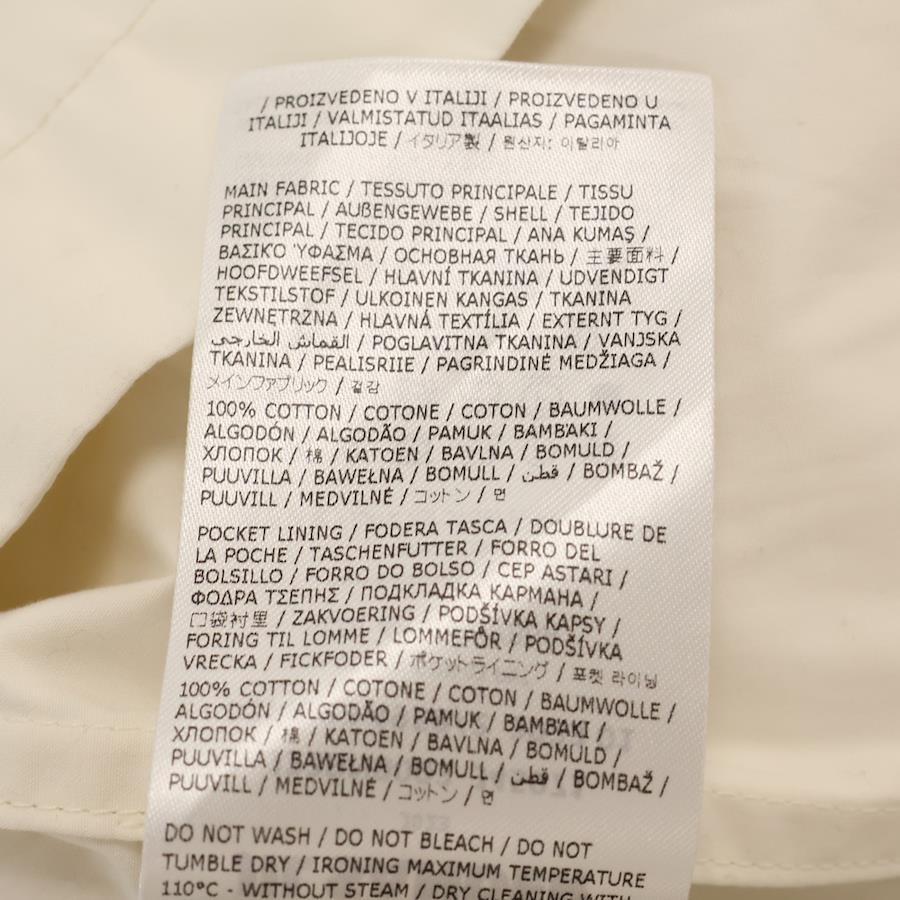 / PROIZVEDENO V ITALIJI / PROIZVEDENO U
ITALIJI / VALMISTATUD ITAALIAS / PAGAMINTA
ITALIJOJE / イタリア製 / 원산지: 이탈리아
MAIN FABRIC / TESSUTO PRINCIPALE / TISSU
PRINCIPAL / AUßENGEWEBE / SHELL / TEJIDO
PRINCIPAL / TECIDO PRINCIPAL / ANA KUMAŞ /
ΒΑΣΙΚΌ ΎΦΑΣΜΑ / ОСНОВНАЯ ТКАНЬ / 主要面料 /
HOOFDWEEFSEL / HLAVNÍ TKANINA / UDVENDIGT
TEKSTILSTOF / ULKOINEN KANGAS / TKANINA
ZEWNĘTRZNA / HLAVNÁ TEXTÍLIA / EXTERNT TYG /
القماش الخارجي / POGLAVITNA TKANINA / VANJSKA
TKANINA / PEALISRIIE / PAGRINDINĖ MEDŽIAGA /
メインファブリック / 겉감
100% COTTON / COTONE / COTON / BAUMWOLLE /
ALGODÓN / ALGODÃO / PAMUK / ΒΑΜΒΆΚΙ /
ХЛОПОК / 棉 / KATOEN / BAVLNA / BOMULD /
PUUVILLA / BAWEŁNA / BOMULL / قطن / BOMBAŽ /
PUUVILL / MEDVILNĖ / コットン / 면
POCKET LINING / FODERA TASCA / DOUBLURE DE
LA POCHE / TASCHENFUTTER / FORRO DEL
BOLSILLO / FORRO DO BOLSO / CEP ASTARI /
ΦΟΔΡΑ ΤΣΕΠΗΣ / ПОДКЛАДКА КАРМАНА /
口袋衬里 / ZAKVOERING / PODŠÍVKA KAPSY /
FORING TIL LOMME / LOMMEFÔR / PODŠÍVKA
VRECKA / FICKFODER / ポケットライニング / 포켓 라이닝
100% COTTON / COTONE / COTON / BAUMWOLLE /
ALGODÓN / ALGODÃO / PAMUK / ΒΑΜΒΆΚΙ /
ХЛОПОК / 棉 / KATOEN / BAVLNA / BOMULD /
PUUVILLA / BAWEŁNA / BOMULL / قطن / BOMBAŽ /
PUUVILL / MEDVILNĖ / コットン / 면
DO NOT WASH / DO NOT BLEACH / DO NOT
TUMBLE DRY / IRONING MAXIMUM TEMPERATURE
110°C - WITHOUT STEAM / DRY CLEANING WITH